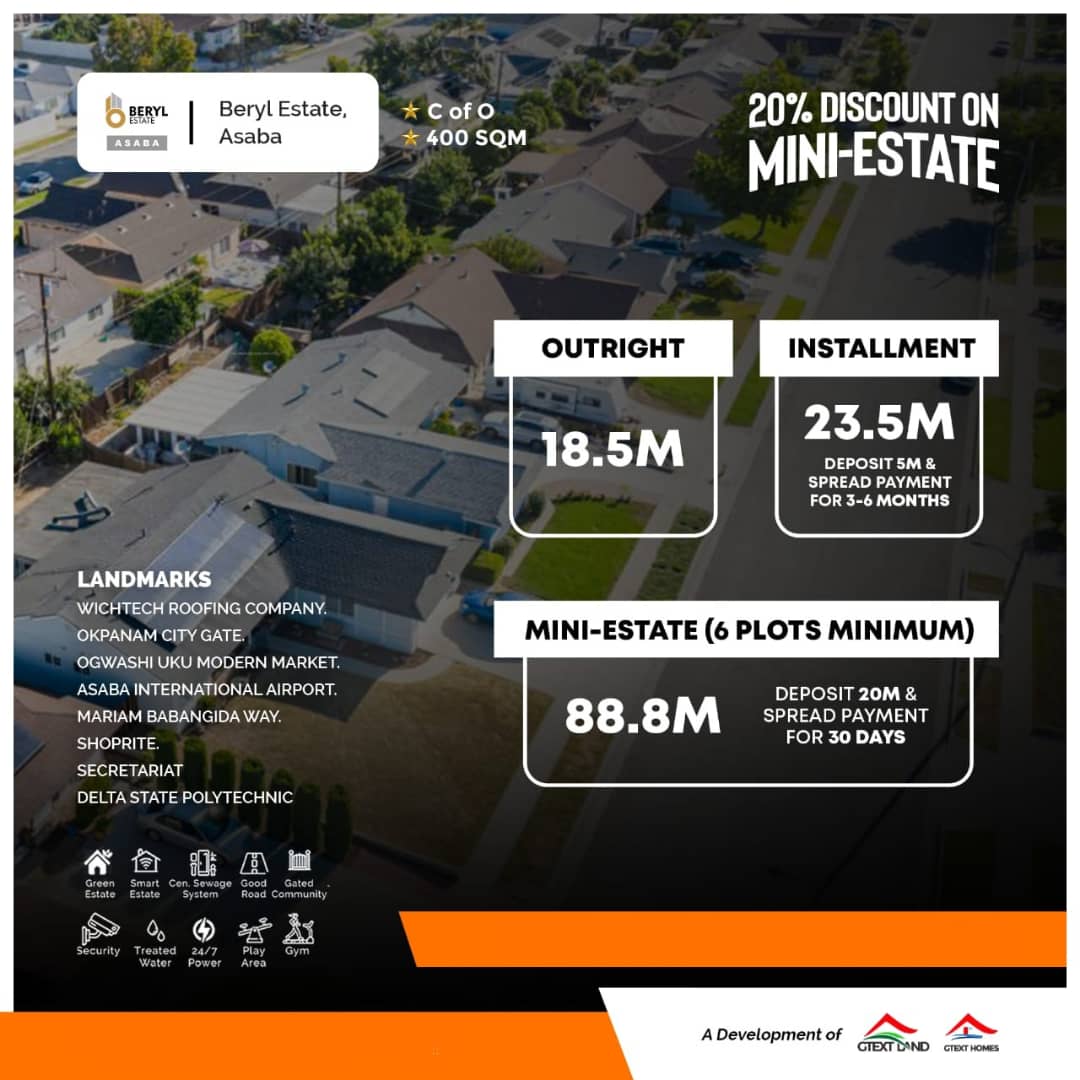 BERYL
ESTATE
ASABA
Beryl Estate,
Asaba
C of O
400 SQM
20% DISCOUNT ON
MINI-ESTATE
OUTRIGHT
18.5M
INSTALLMENT
23.5M
DEPOSIT 5M &
SPREAD PAYMENT
FOR 3-6 MONTHS
MINI-ESTATE (6 PLOTS MINIMUM)
88.8M
DEPOSIT 20M &
SPREAD PAYMENT
FOR 30 DAYS
LANDMARKS
WICHTECH ROOFING COMPANY.
OKPANAM CITY GATE.
OGWASHI UKU MODERN MARKET.
ASABA INTERNATIONAL AIRPORT.
MARIAM BABANGIDA WAY.
SHOPRITE.
SECRETARIAT
DELTA STATE POLYTECHNIC
Green
Estate
Smart
Estate
Cen. Sewage
System
Good
Road
Gated
Community
Security
Treated
Water
24/7
Power
Play
Area
Gym
A Development of
GTEXT LAND
GTEXT HOMES